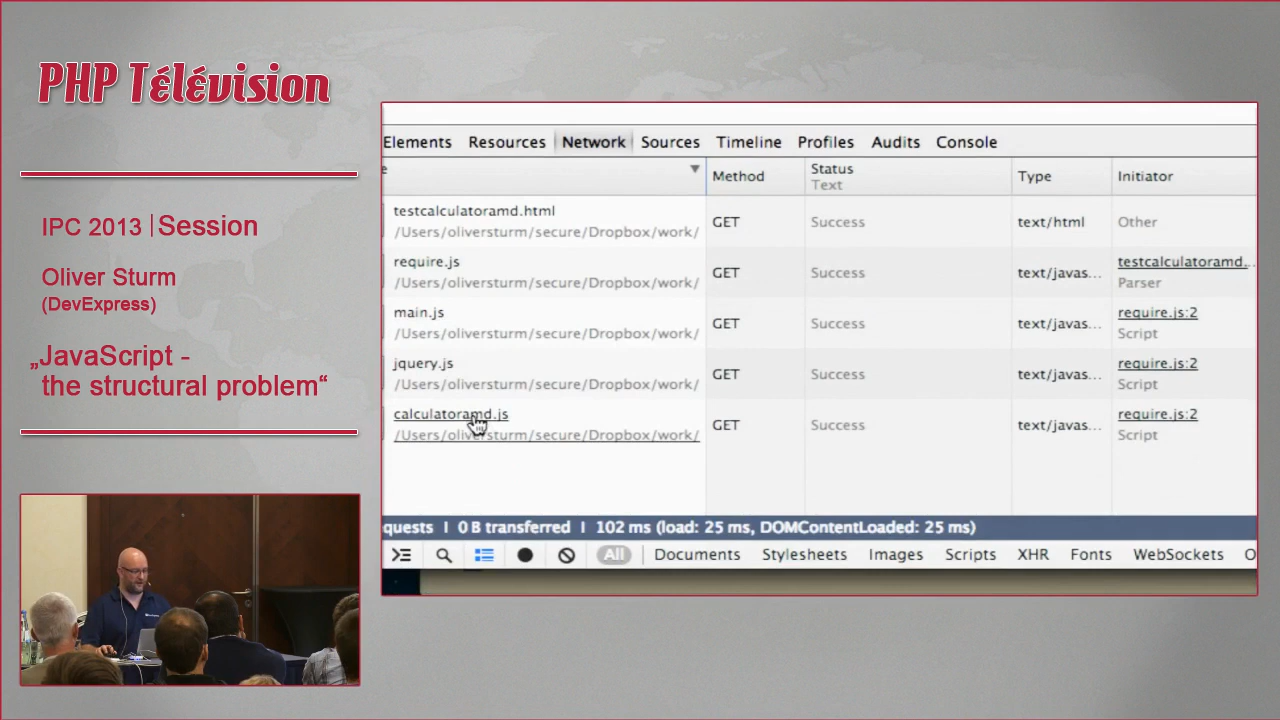 PHP Télévision
IPC 2013 | Session
Oliver Sturm
(DevExpress)
„JavaScript -
the structural problem“
Elements Resources Network Sources Timeline Profiles Audits Console
Method Status Type Initiator
Text
testcalculatoramd.html
/Users/oliversturm/secure/Dropbox/work/
GET Success text/html Other
require.js
/Users/oliversturm/secure/Dropbox/work/
GET Success text/javas... testcalculatoramd...
Parser
main.js
/Users/oliversturm/secure/Dropbox/work/
GET Success text/javas... require.js:2
Script
jquery.js
/Users/oliversturm/secure/Dropbox/work/
GET Success text/javas... require.js:2
Script
calculatoramd.js
/Users/oliversturm/secure/Dropbox/work/
GET Success text/javas... require.js:2
Script
quests | 0 B transferred | 102 ms (load: 25 ms, DOMContentLoaded: 25 ms)
All Documents Stylesheets Images Scripts XHR Fonts WebSockets O